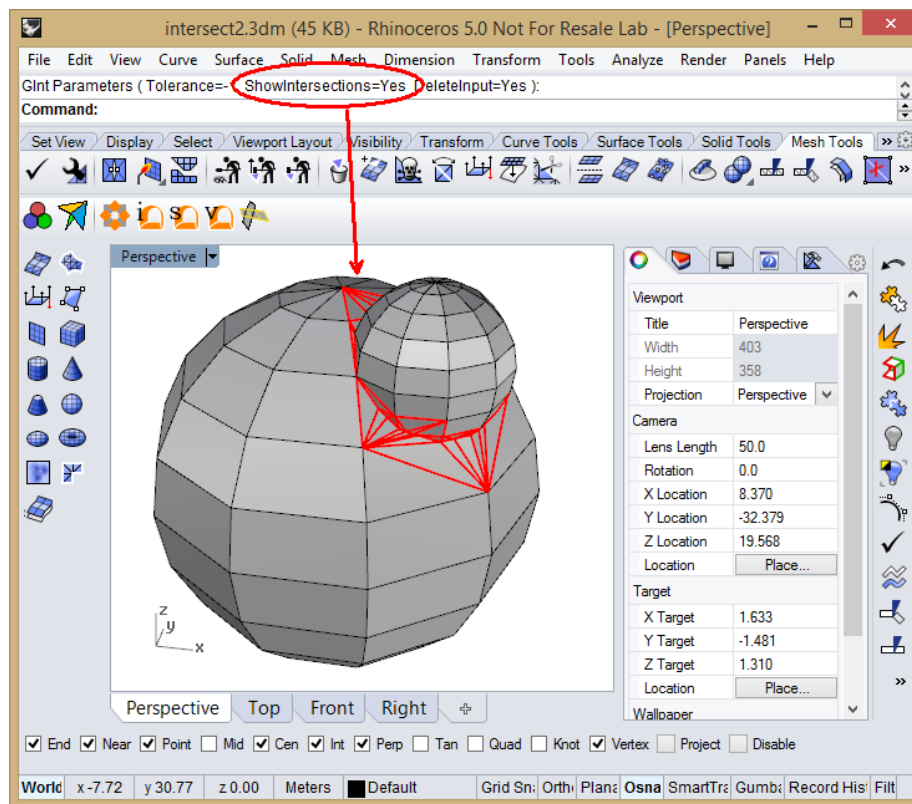 intersect2.3dm (45 KB) - Rhinoceros 5.0 Not For Resale Lab - [Perspective]
File Edit View Curve Surface Solid Mesh Dimension Transform Tools Analyze Render Panels Help
GInt Parameters ( Tolerance=- ShowIntersections=Yes DeleteInput=Yes ):
Command:
Set View Display Select Viewport Layout Visibility Transform Curve Tools Surface Tools Solid Tools Mesh Tools »
»
i s v
Perspective
Viewport
Title Perspective
Width 403
Height 358
Projection Perspective
Camera
Lens Length 50.0
Rotation 0.0
X Location 8.370
Y Location -32.379
Z Location 19.568
Location Place...
Target
X Target 1.633
Y Target -1.481
Z Target 1.310
Location Place...
Wallpaper
z
y
x
»
Perspective Top Front Right
End Near Point Mid Cen Int Perp Tan Quad Knot Vertex Project Disable
World x -7.72 y 30.77 z 0.00 Meters Default Grid Sn Orth Plana Osna SmartTra Gumb Record His Filt